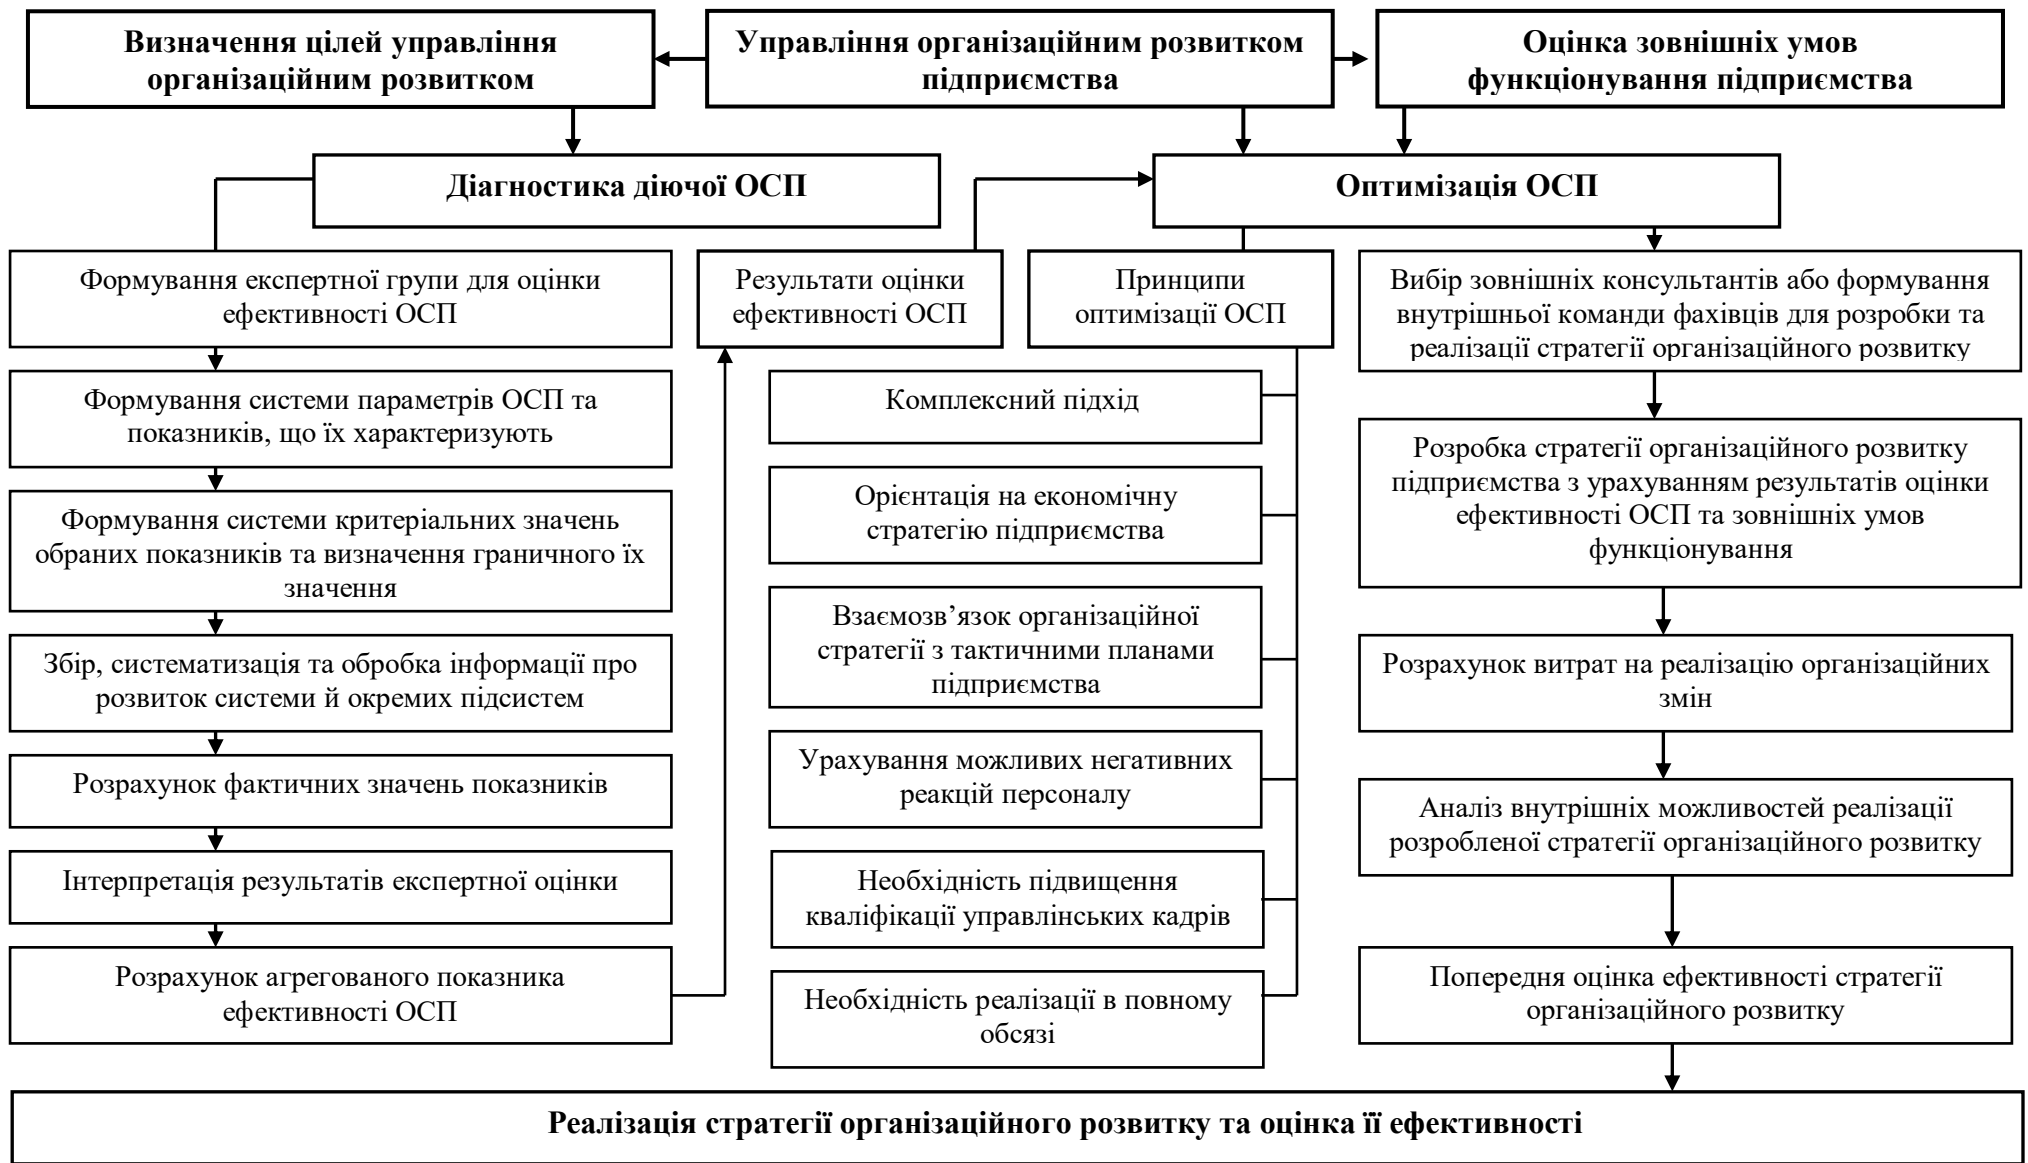 Визначення цілей управління
організаційним розвитком
Управління організаційним розвитком
підприємства
Оцінка зовнішніх умов
функціонування підприємства
Діагностика діючої ОСП
Оптимізація ОСП
Формування експертної групи для оцінки
ефективності ОСП
Формування системи параметрів ОСП та
показників, що їх характеризують
Формування системи критеріальних значень
обраних показників та визначення граничного їх
значення
Збір, систематизація та обробка інформації про
розвиток системи й окремих підсистем
Розрахунок фактичних значень показників
Інтерпретація результатів експертної оцінки
Розрахунок агрегованого показника
ефективності ОСП
Результати оцінки
ефективності ОСП
Принципи
оптимізації ОСП
Комплексний підхід
Орієнтація на економічну
стратегію підприємства
Взаємозв’язок організаційної
стратегії з тактичними планами
підприємства
Урахування можливих негативних
реакцій персоналу
Необхідність підвищення
кваліфікації управлінських кадрів
Необхідність реалізації в повному
обсязі
Вибір зовнішніх консультантів або формування
внутрішньої команди фахівців для розробки та
реалізації стратегії організаційного розвитку
Розробка стратегії організаційного розвитку
підприємства з урахуванням результатів оцінки
ефективності ОСП та зовнішніх умов
функціонування
Розрахунок витрат на реалізацію організаційних
змін
Аналіз внутрішніх можливостей реалізації
розробленої стратегії організаційного розвитку
Попередня оцінка ефективності стратегії
організаційного розвитку
Реалізація стратегії організаційного розвитку та оцінка її ефективності